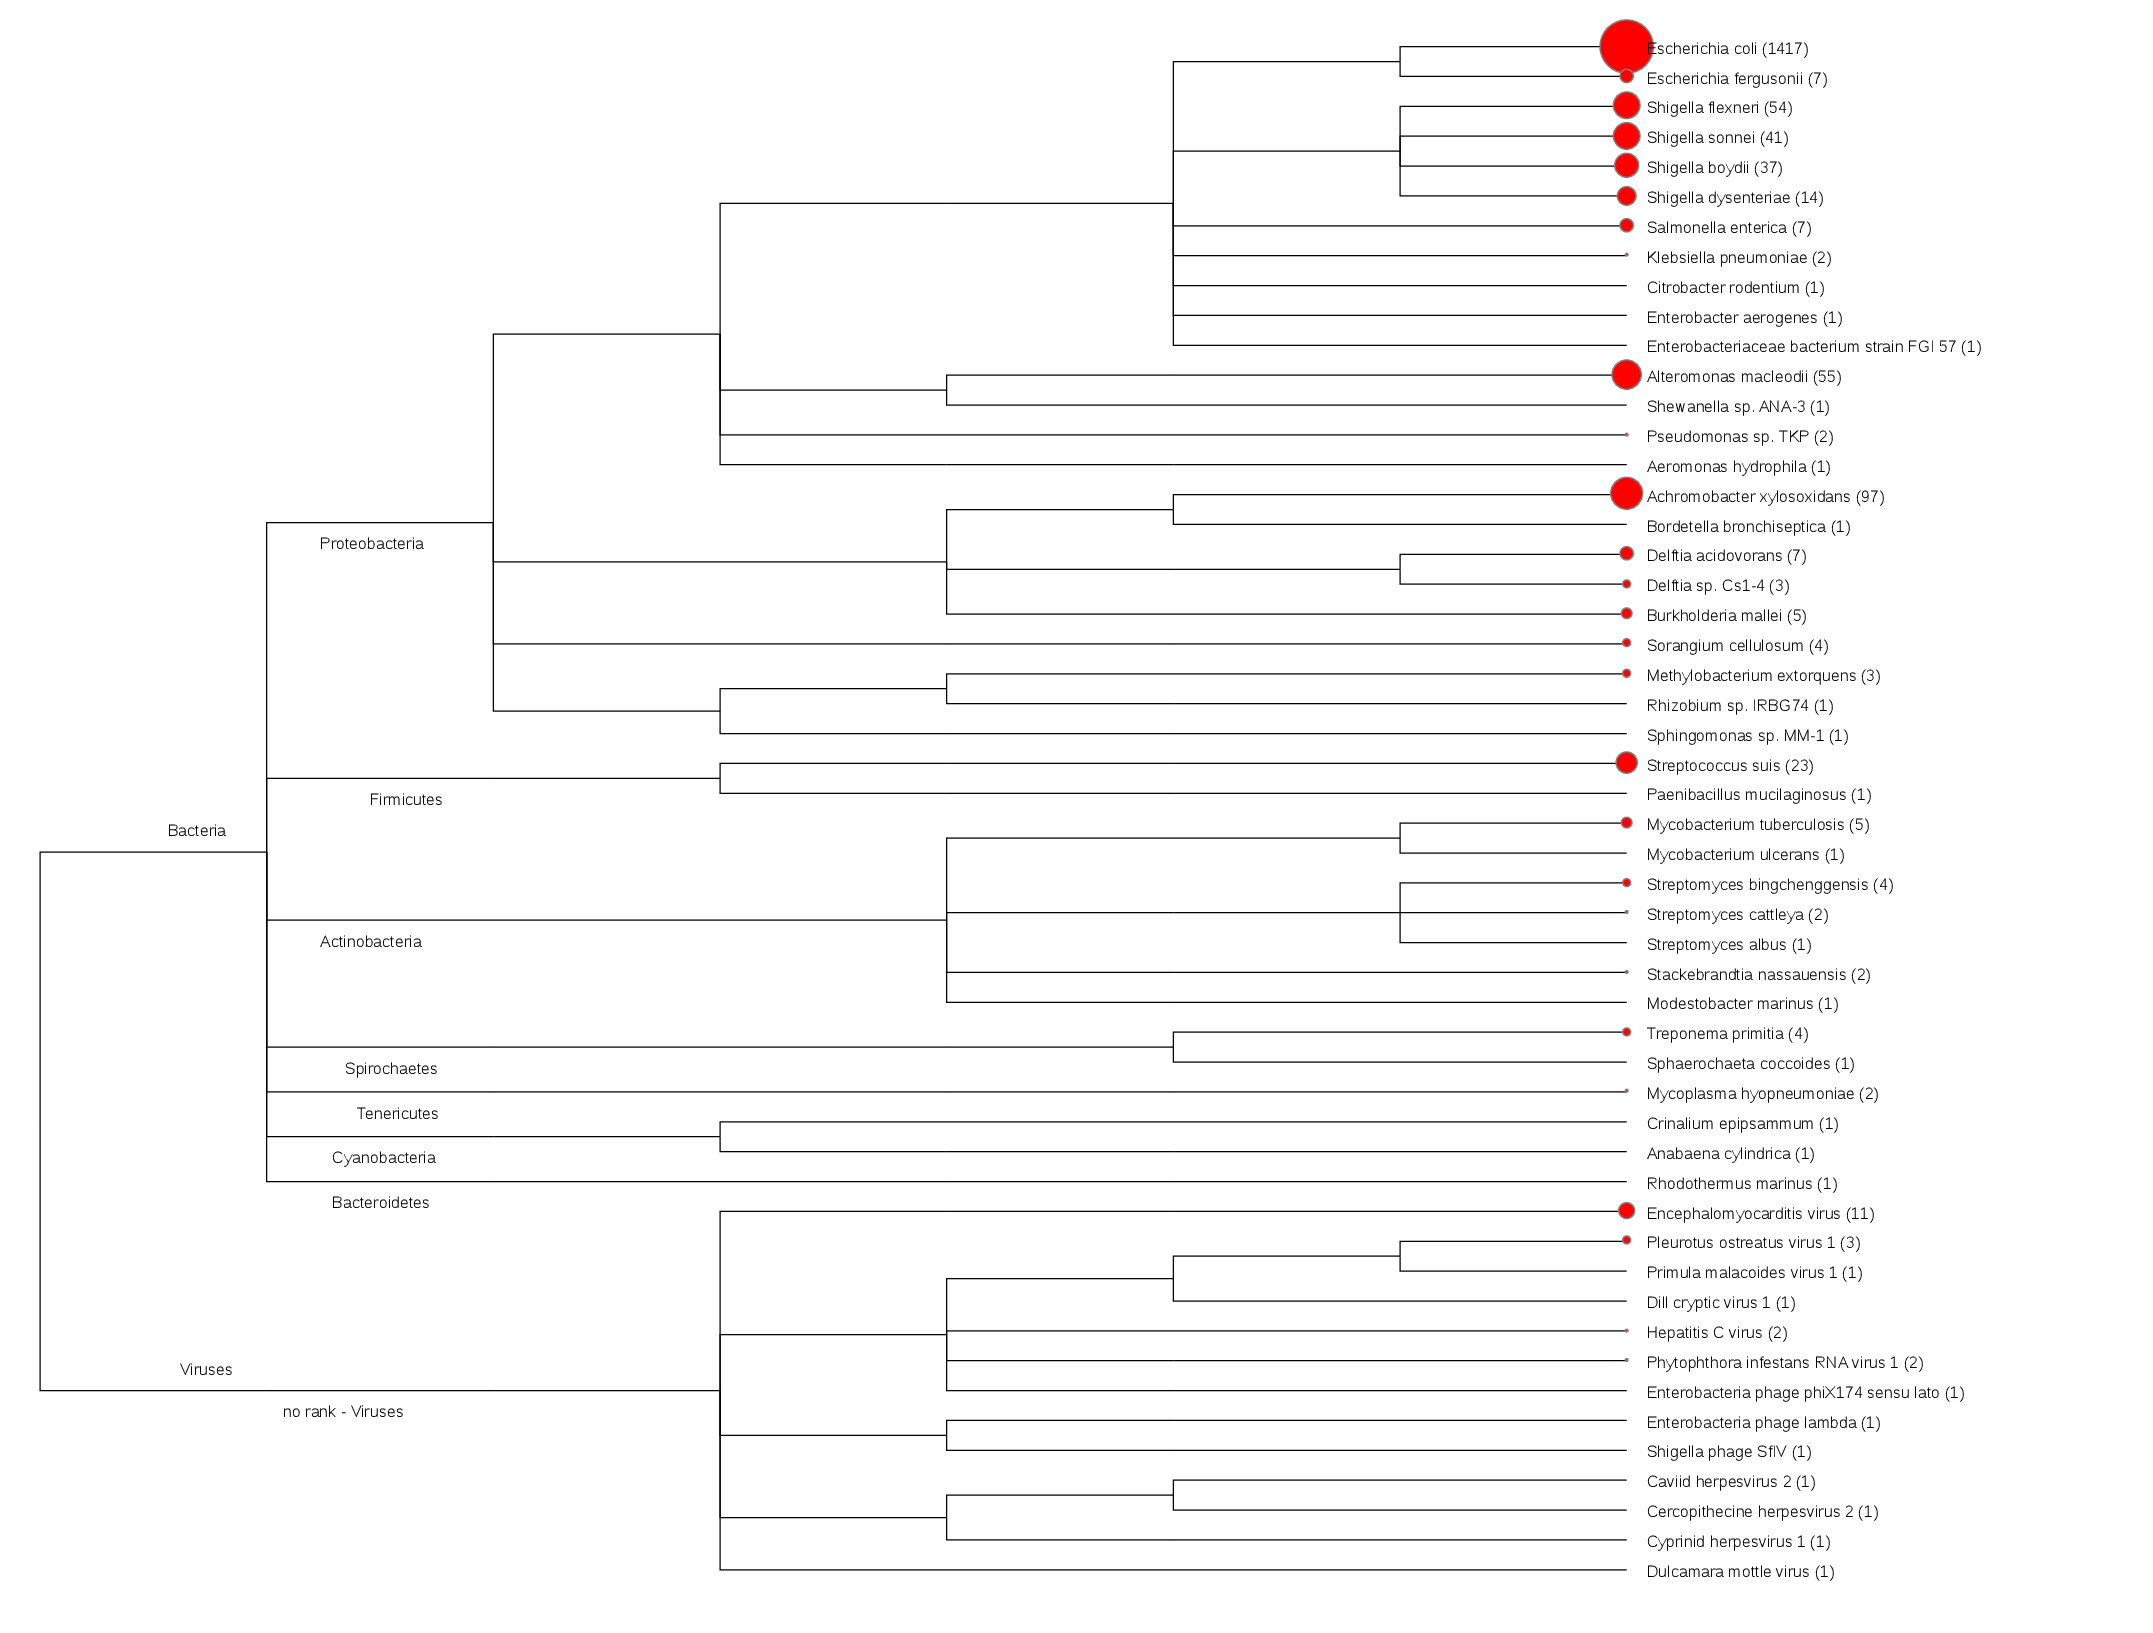 Escherichia coli (1417)
Escherichia fergusonii (7)
Shigella flexneri (54)
Shigella sonnei (41)
Shigella boydii (37)
Shigella dysenteriae (14)
Salmonella enterica (7)
Klebsiella pneumoniae (2)
Citrobacter rodentium (1)
Enterobacter aerogenes (1)
Enterobacteriaceae bacterium strain FGI 57 (1)
Alteromonas macleodii (55)
Shewanella sp. ANA-3 (1)
Pseudomonas sp. TKP (2)
Aeromonas hydrophila (1)
Achromobacter xylosoxidans (97)
Bordetella bronchiseptica (1)
Proteobacteria
Delftia acidovorans (7)
Delftia sp. Cs1-4 (3)
Burkholderia mallei (5)
Sorangium cellulosum (4)
Methylobacterium extorquens (3)
Rhizobium sp. IRBG74 (1)
Sphingomonas sp. MM-1 (1)
Streptococcus suis (23)
Paenibacillus mucilaginosus (1)
Firmicutes
Mycobacterium tuberculosis (5)
Bacteria
Mycobacterium ulcerans (1)
Streptomyces bingchenggensis (4)
Streptomyces cattleya (2)
Actinobacteria
Streptomyces albus (1)
Stackebrandtia nassauensis (2)
Modestobacter marinus (1)
Treponema primitia (4)
Sphaerochaeta coccoides (1)
Spirochaetes
Mycoplasma hyopneumoniae (2)
Tenericutes
Crinalium epipsammum (1)
Anabaena cylindrica (1)
Cyanobacteria
Rhodothermus marinus (1)
Bacteroidetes
Encephalomyocarditis virus (11)
Pleurotus ostreatus virus 1 (3)
Primula malacoides virus 1 (1)
Dill cryptic virus 1 (1)
Hepatitis C virus (2)
Phytophthora infestans RNA virus 1 (2)
Viruses
Enterobacteria phage phiX174 sensu lato (1)
no rank - Viruses
Enterobacteria phage lambda (1)
Shigella phage SfIV (1)
Caviid herpesvirus 2 (1)
Cercopithecine herpesvirus 2 (1)
Cyprinid herpesvirus 1 (1)
Dulcamara mottle virus (1)